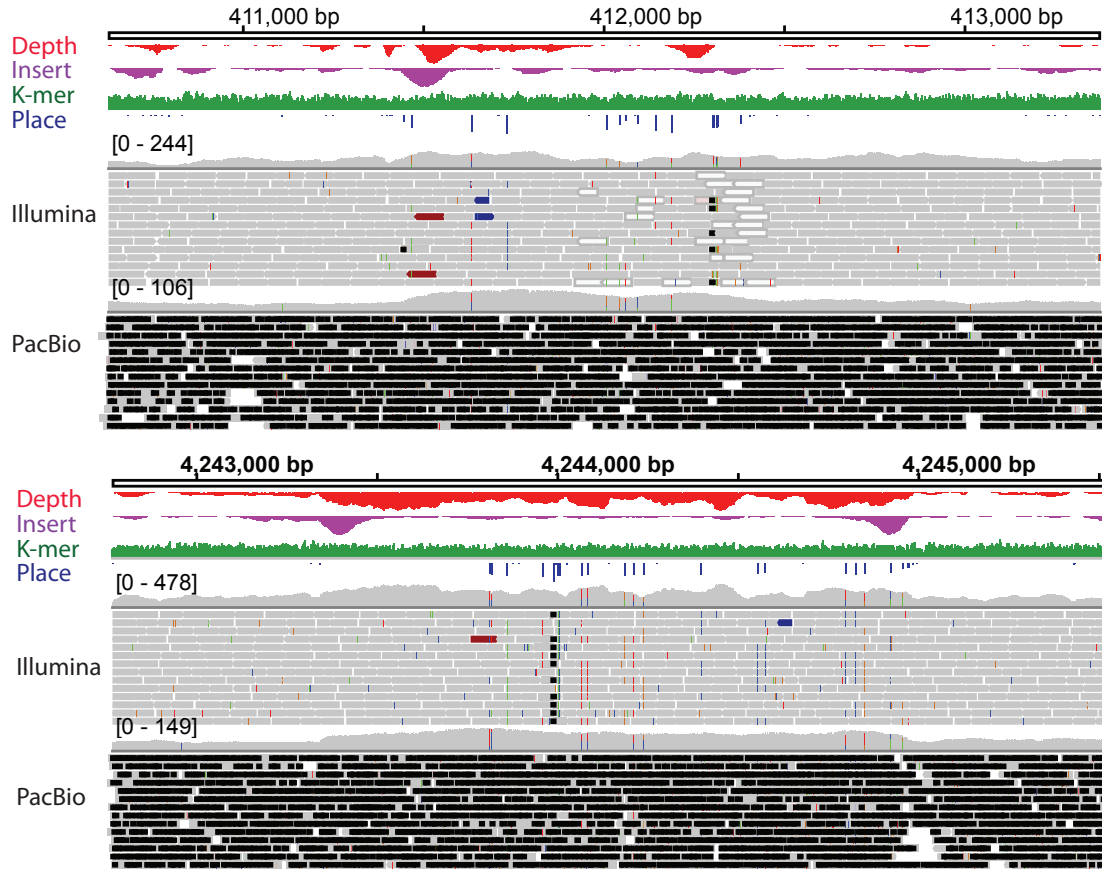 411,000 bp 412,000 bp 413,000 bp
Depth
Insert
K-mer
Place
[0 - 244]
Illumina
[0 - 106]
PacBio
4,243,000 bp 4,244,000 bp 4,245,000 bp
Depth
Insert
K-mer
Place
[0 - 478]
Illumina
[0 - 149]
PacBio